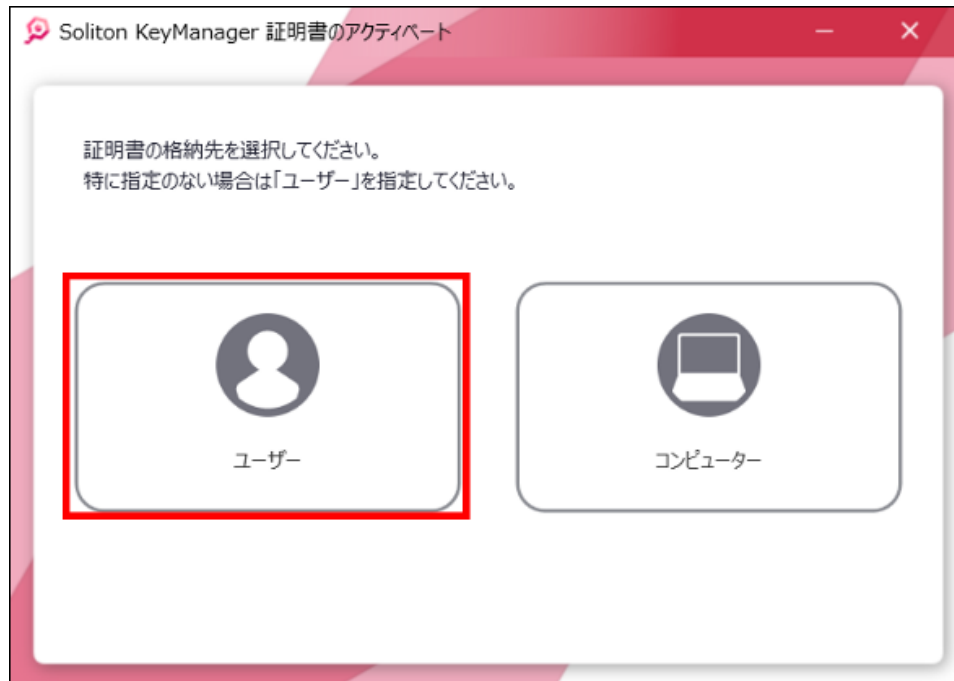 Soliton KeyManager 証明書のアクティベート
証明書の格納先を選択してください。
特に指定のない場合は「ユーザー」を指定してください。
ユーザー
コンピューター